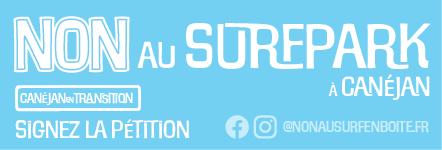 NON AU SURFPARK
À CANÉJAN
CANÉJAN EN TRANSITION
SIGNEZ LA PÉTITION
@NONAUSURFENBOITE.FR